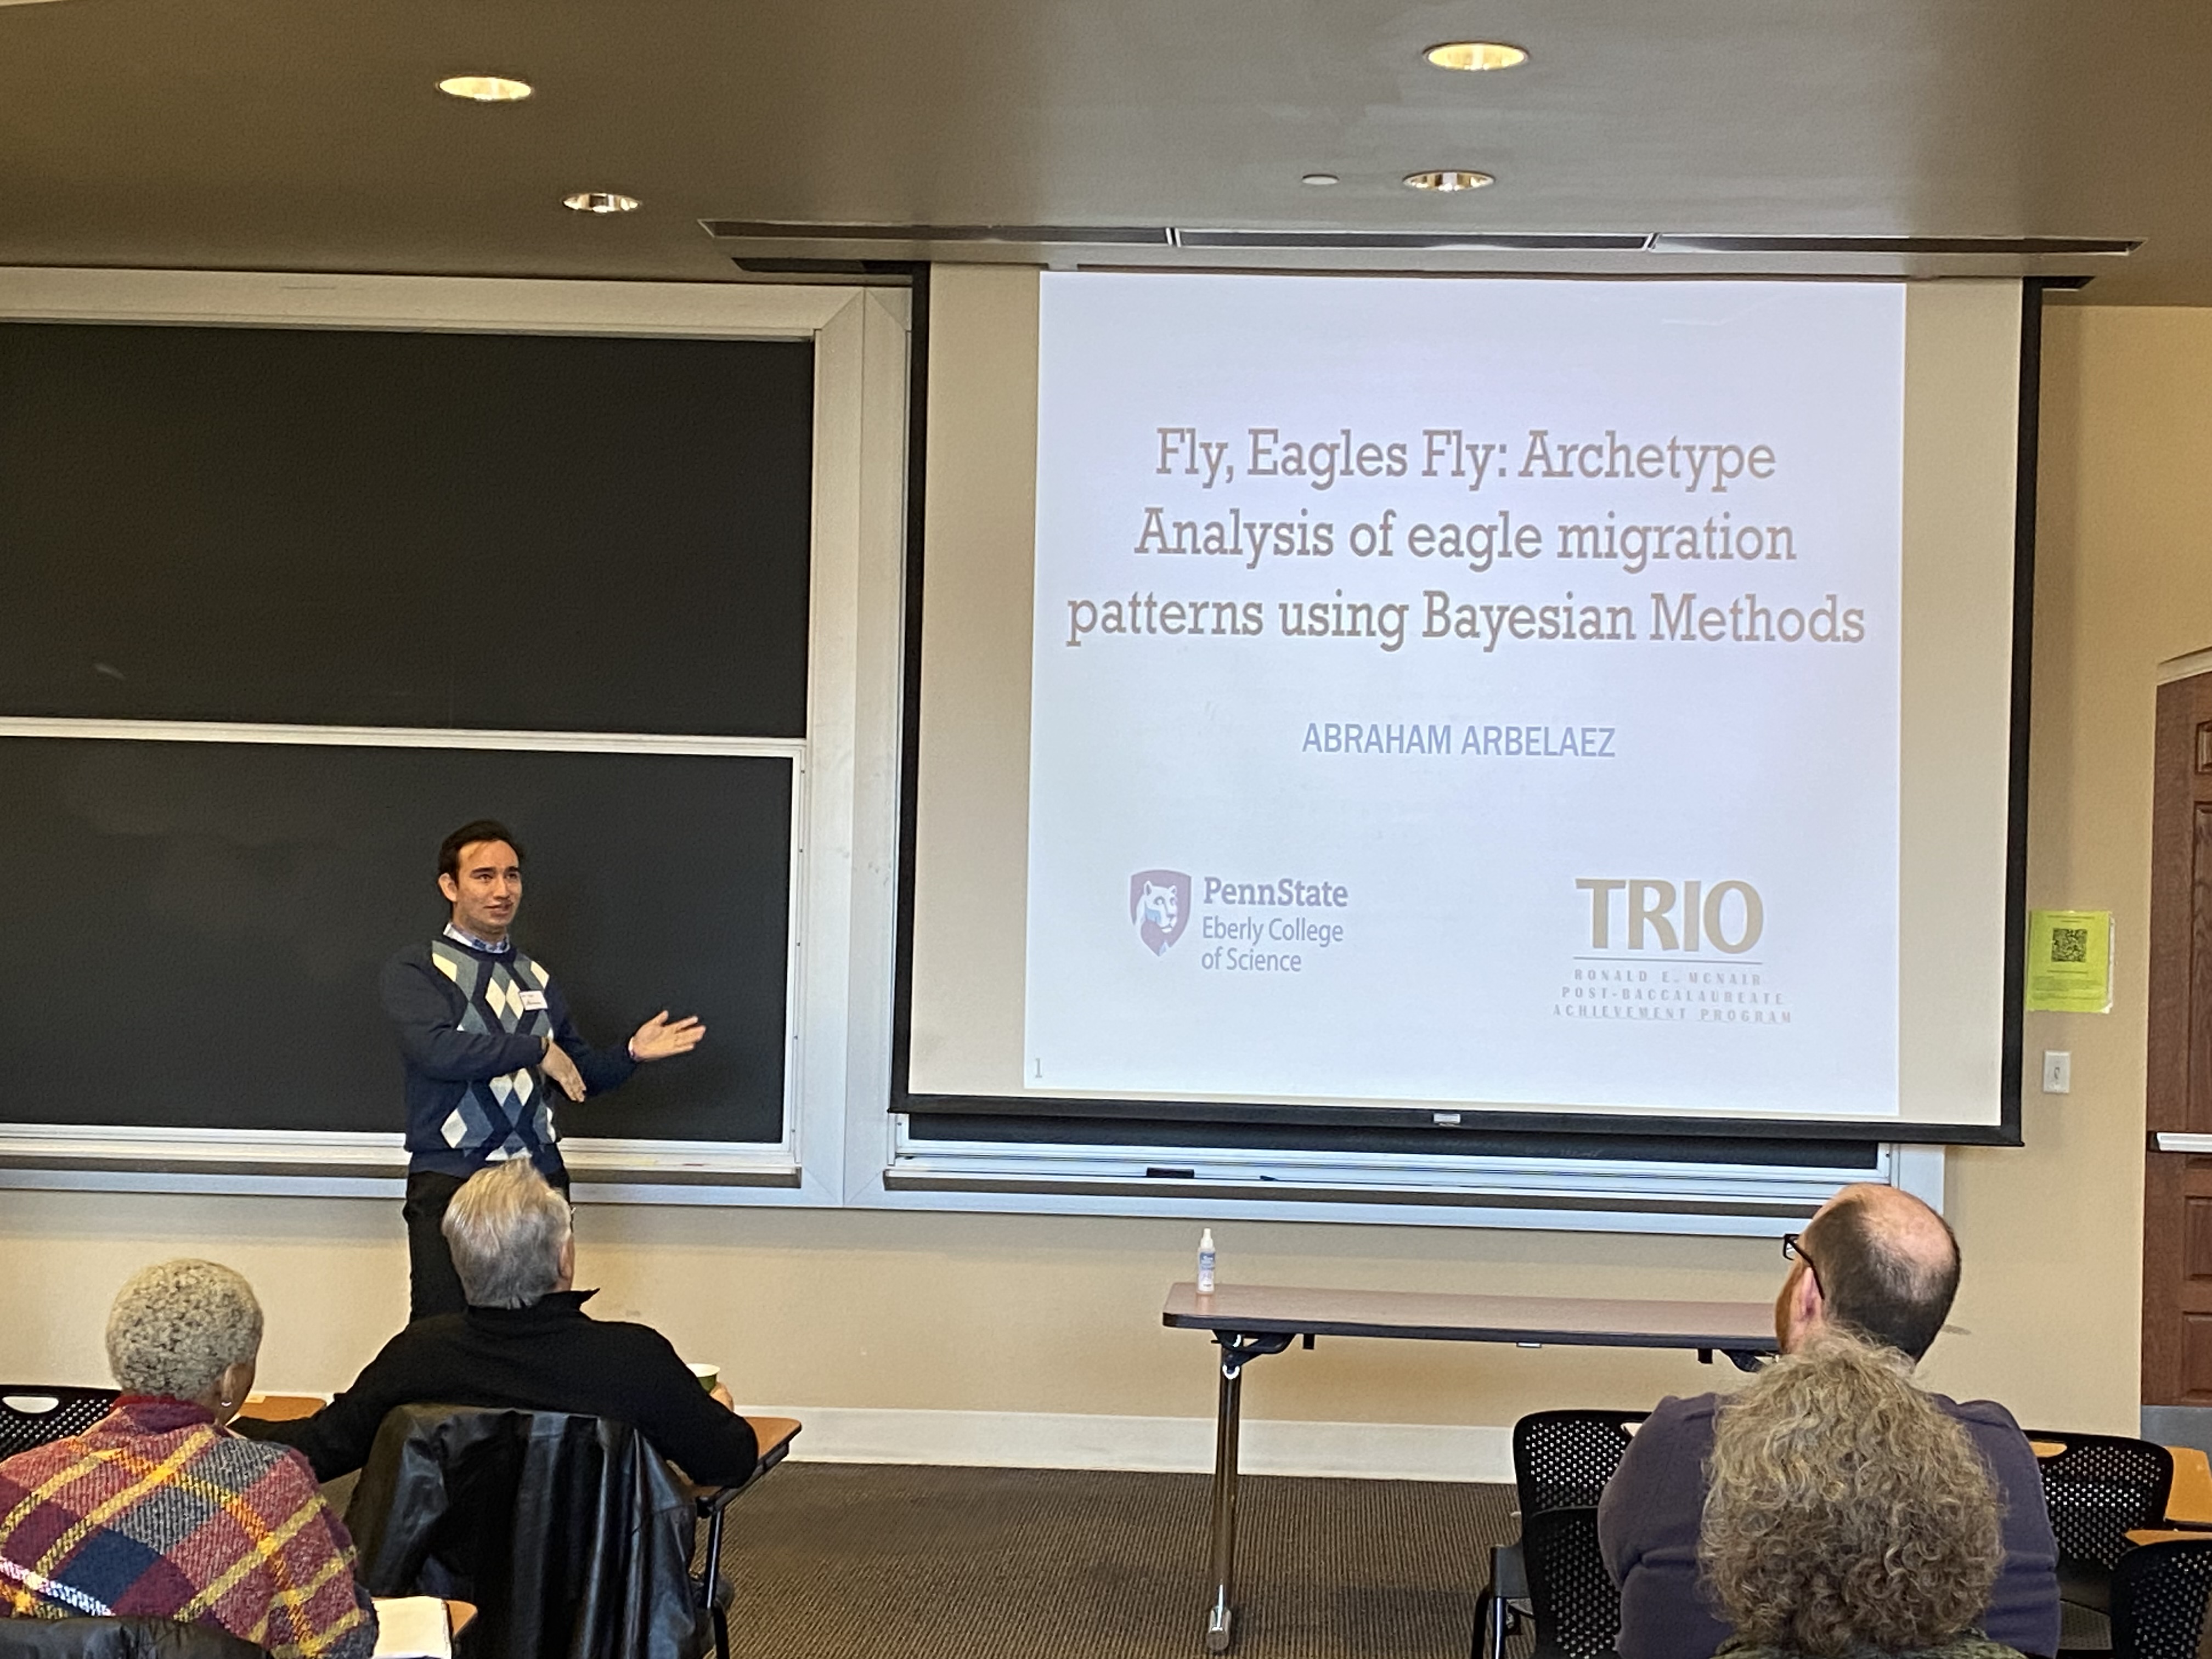 Fly, Eagles Fly: Archetype
Analysis of eagle migration
patterns using Bayesian Methods
ABRAHAM ARBELAEZ
PennState
Eberly College
of Science
TRIO
RONALD E. MCNAIR
POST-BACCALAUREATE
ACHIEVEMENT PROGRAM
1